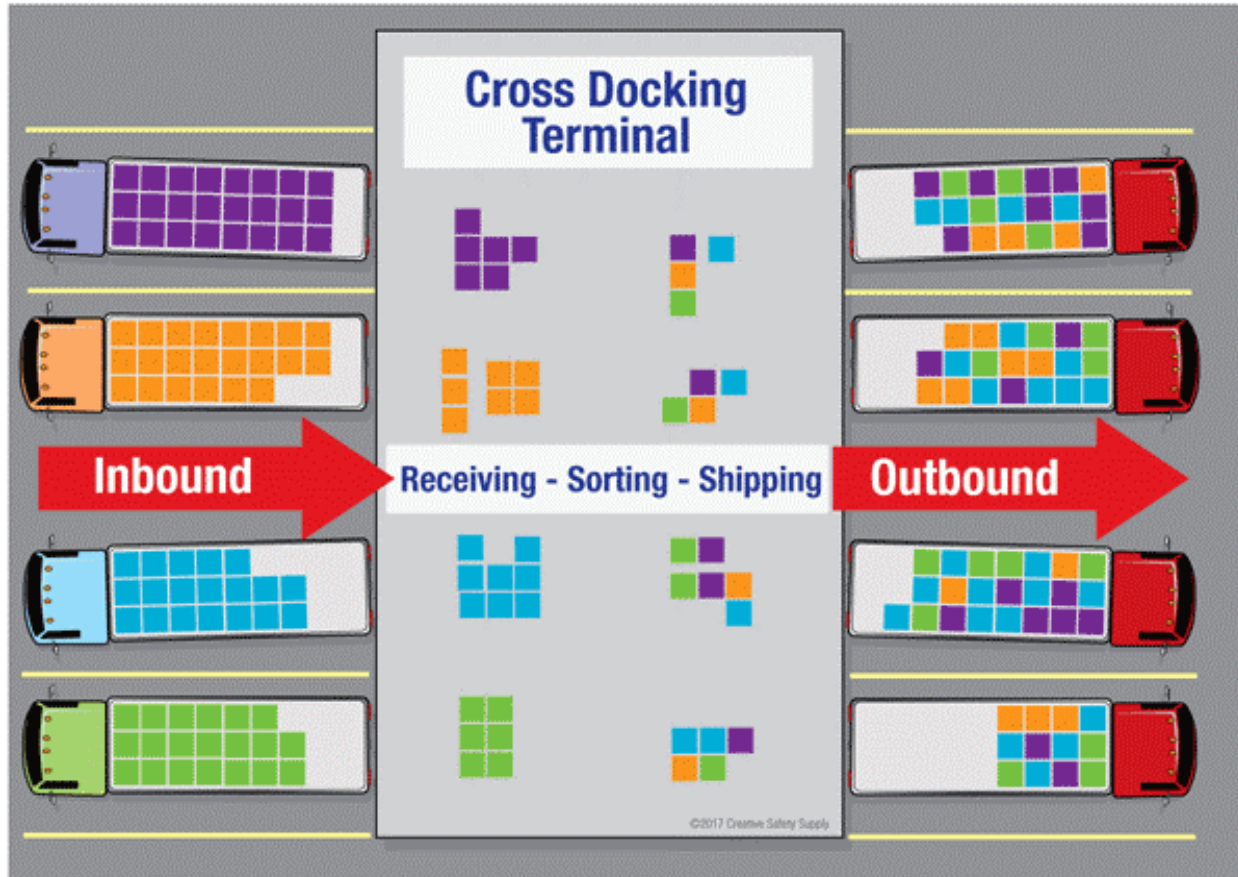 Cross Docking
Terminal
Inbound
Receiving - Sorting - Shipping
Outbound
©2017 Creative Safety Supply